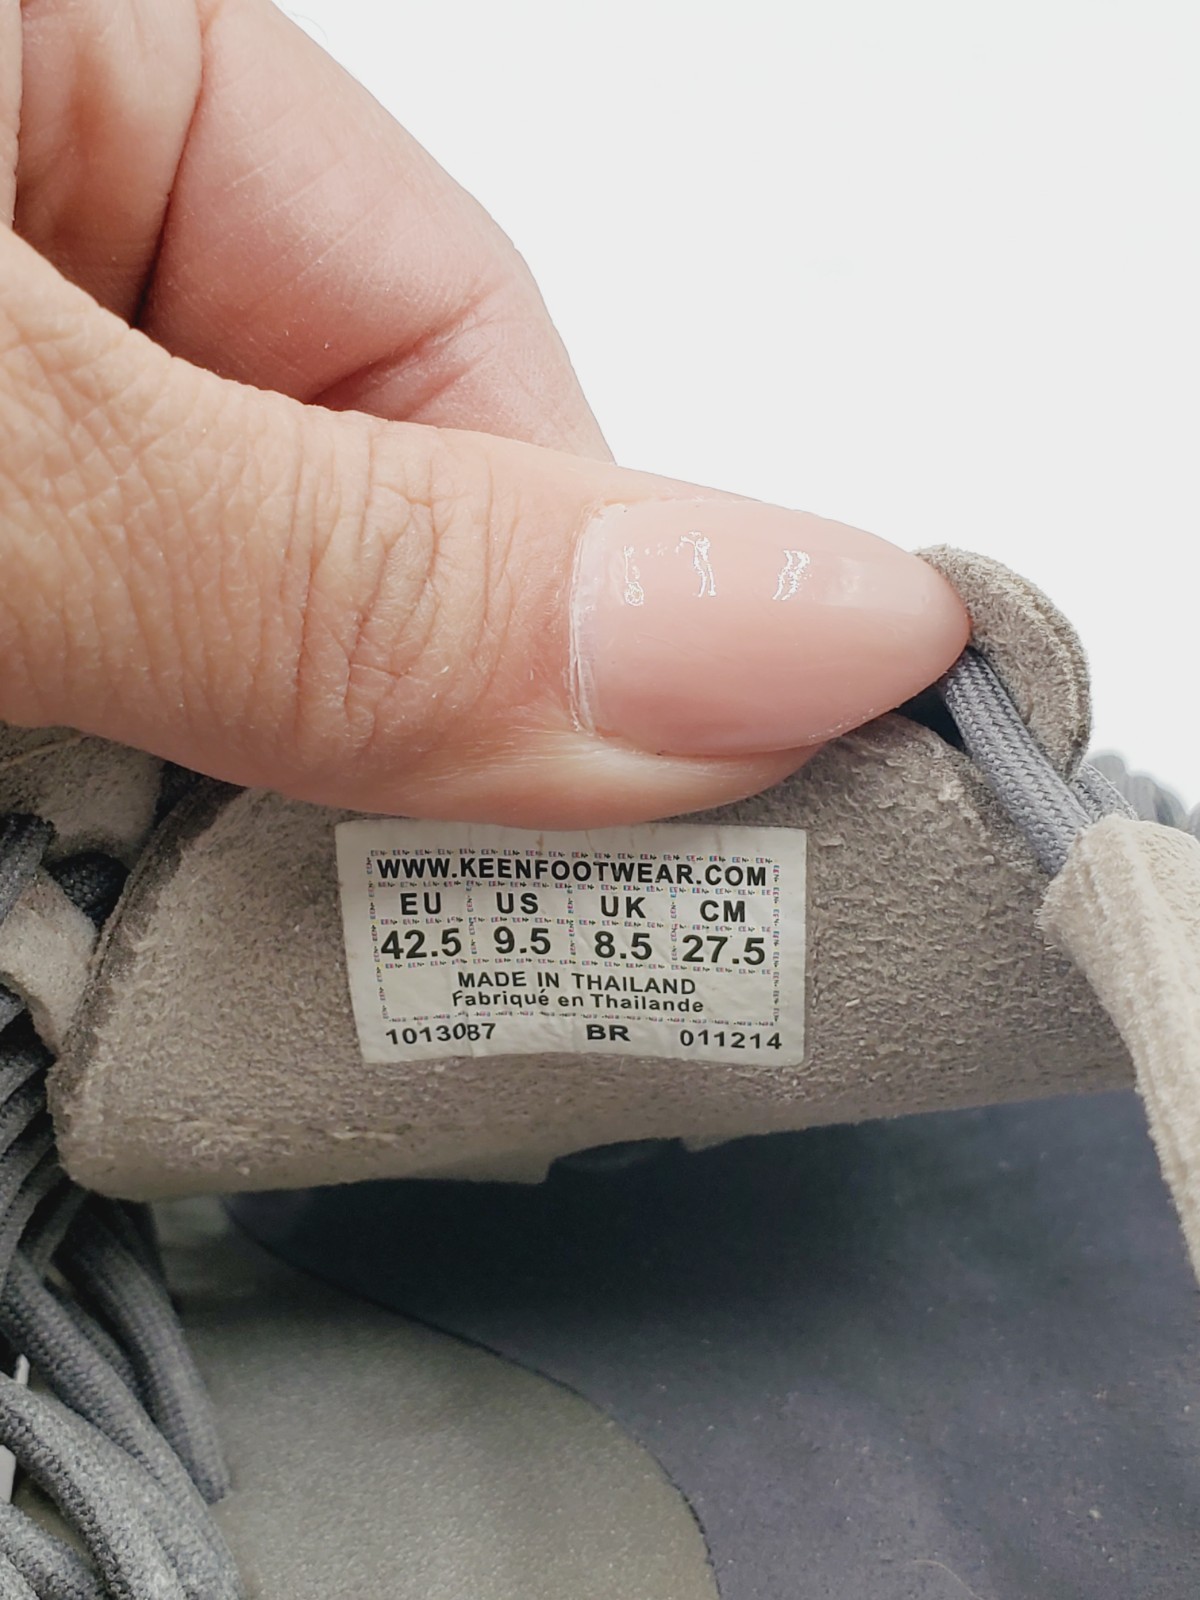 WWW.KEENFOOTWEAR.COM
EU US UK CM
42.5 9.5 8.5 27.5
MADE IN THAILAND
Fabriqué en Thailande
1013087 BR 011214